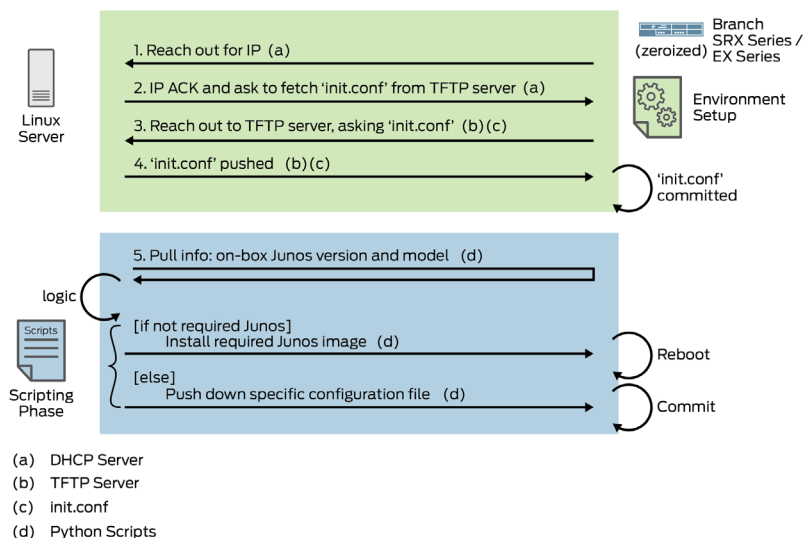 Linux
Server
Branch
SRX Series /
EX Series
(zeroized)
Environment
Setup
1. Reach out for IP (a)
2. IP ACK and ask to fetch ‘init.conf’ from TFTP server (a)
3. Reach out to TFTP server, asking ‘init.conf’ (b)(c)
4. ‘init.conf’ pushed (b)(c)
‘init.conf’
committed
5. Pull info: on-box Junos version and model (d)
logic
Scripts
Scripting
Phase
[if not required Junos]
Install required Junos image (d)
Reboot
[else]
Push down specific configuration file (d)
Commit
(a) DHCP Server
(b) TFTP Server
(c) init.conf
(d) Python Scripts